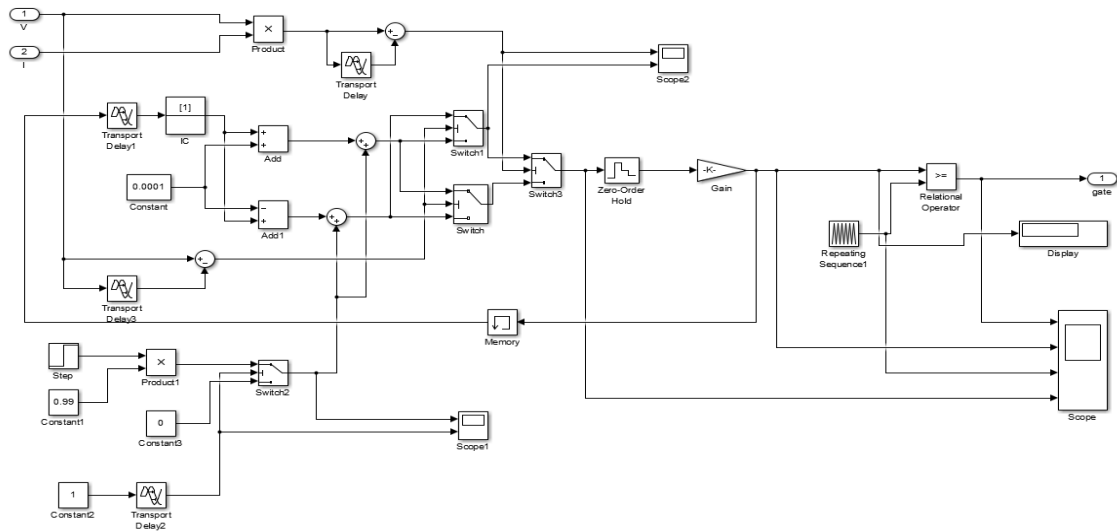 1
V
2
I
×
Product
Transport
Delay
Scope2
Transport
Delay1
[1]
IC
+
+
Add
0.0001
Constant
−
+
Add1
Switch1
Switch
Switch3
Zero-Order
Hold
-K-
Gain
>=
Relational
Operator
1
gate
Repeating
Sequence1
Display
Transport
Delay3
Memory
Step
×
Product1
0.99
Constant1
0
Constant3
Switch2
Scope1
Scope
1
Constant2
Transport
Delay2